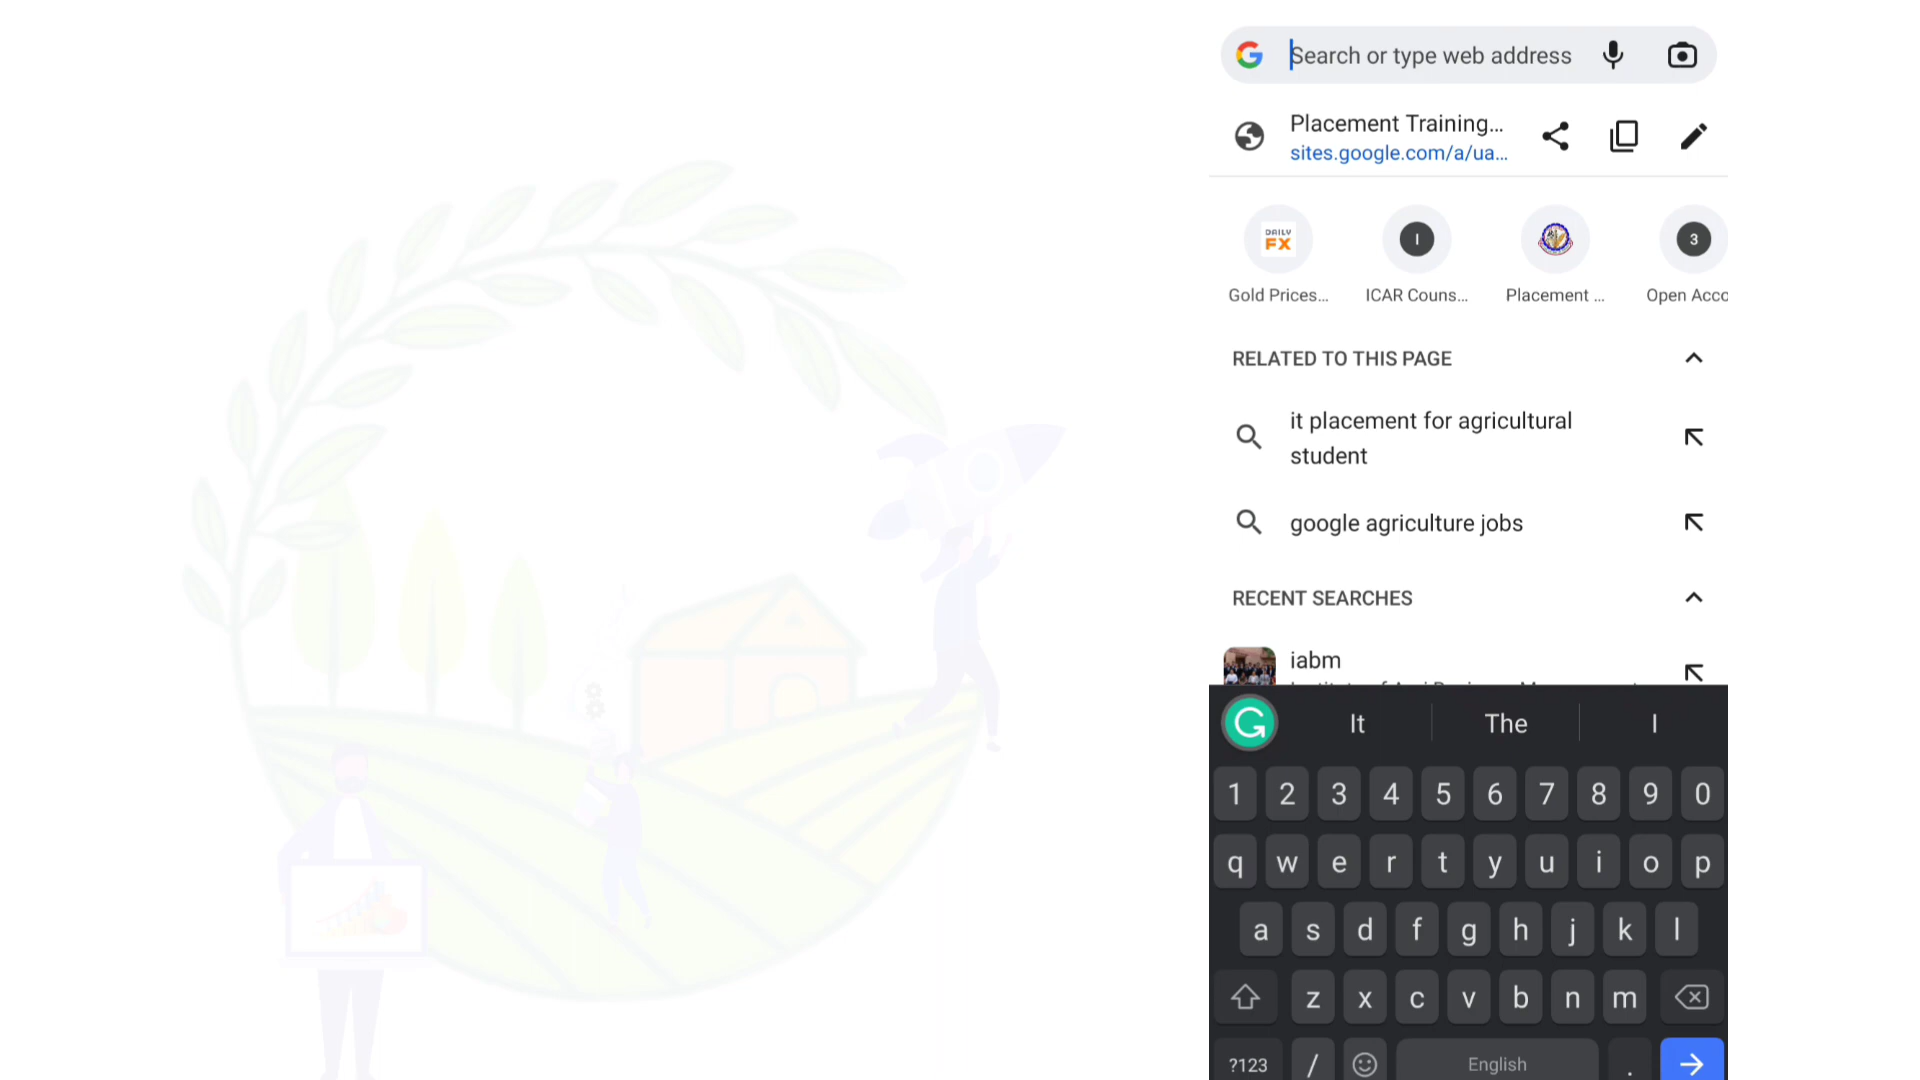 Search or type web address
Placement Training...
sites.google.com/a/ua...
DAILY
FX
I
3
Gold Prices...
ICAR Couns...
Placement ...
Open Acco
RELATED TO THIS PAGE
it placement for agricultural
student
google agriculture jobs
RECENT SEARCHES
iabm
It
The
I
1 2 3 4 5 6 7 8 9 0
q w e r t y u i o p
a s d f g h j k l
z x c v b n m
?123 / English .